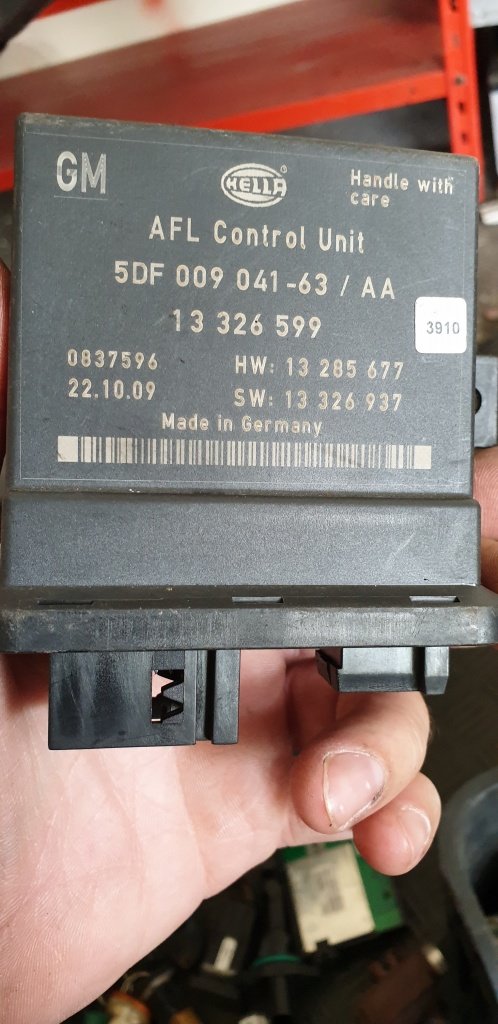 GM
HELLA
Handle with
care
AFL Control Unit
5DF 009 041-63 / AA
13 326 599
3910
0837596
HW: 13 285 677
22.10.09
SW: 13 326 937
Made in Germany